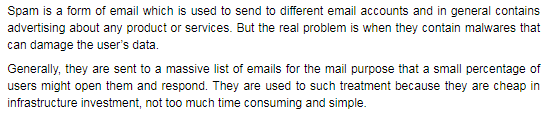 Spam is a form of email which is used to send to different email accounts and in general contains
advertising about any product or services. But the real problem is when they contain malwares that
can damage the user's data.
Generally, they are sent to a massive list of emails for the mail purpose that a small percentage of
users might open them and respond. They are used to such treatment because they are cheap in
infrastructure investment, not too much time consuming and simple.